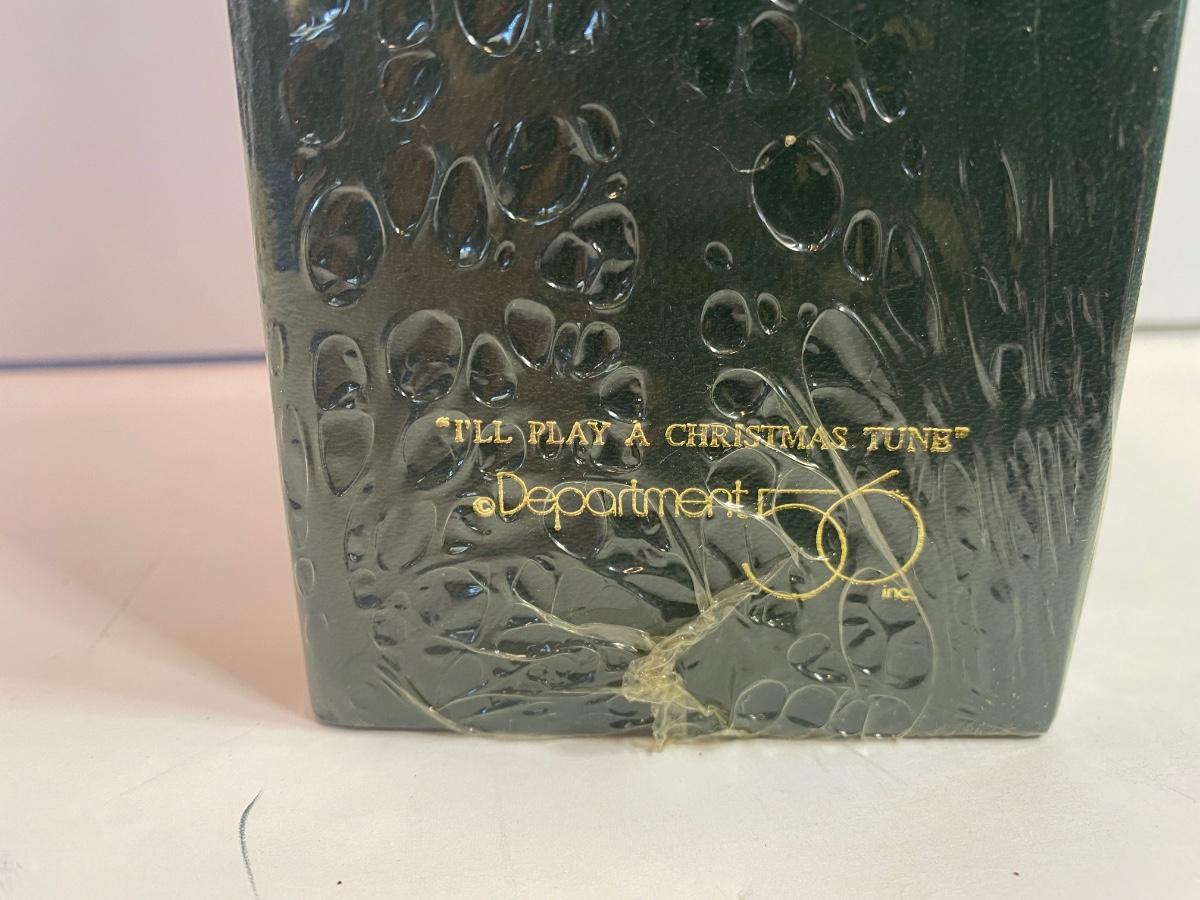 "I'LL PLAY A CHRISTMAS TUNE"
©Department 56
inc.